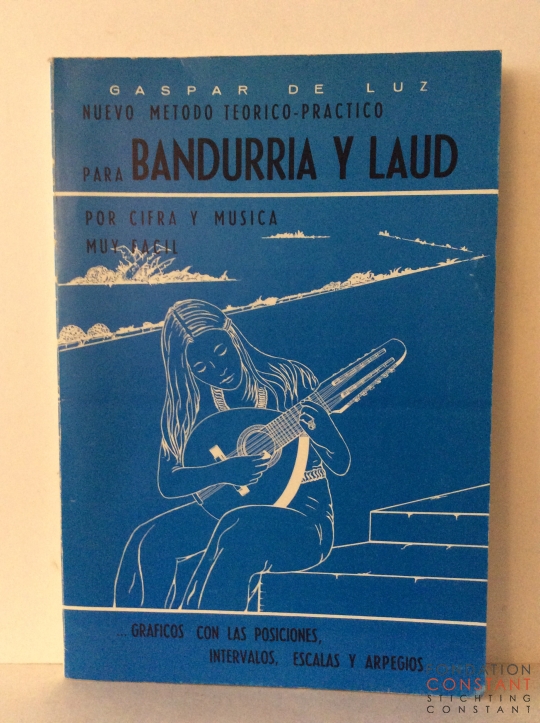 GASPAR DE LUZ
NUEVO METODO TEORICO-PRACTICO
PARA BANDURRIA Y LAUD
POR CIFRA Y MUSICA
MUY FACIL
...GRAFICOS CON LAS POSICIONES,
INTERVALOS, ESCALAS Y ARPEGIOS
FONDATION
CONSTANT
STICHTING
CONSTANT